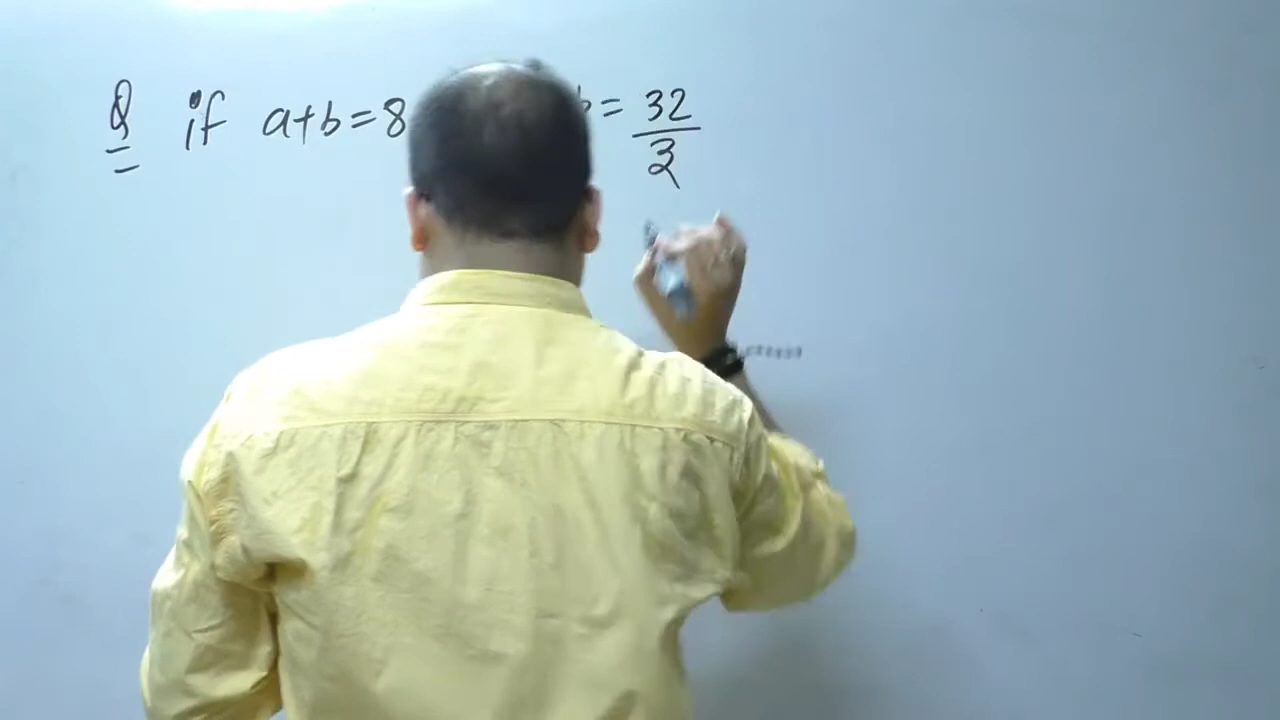 Q if a+b=8 b= 32/3